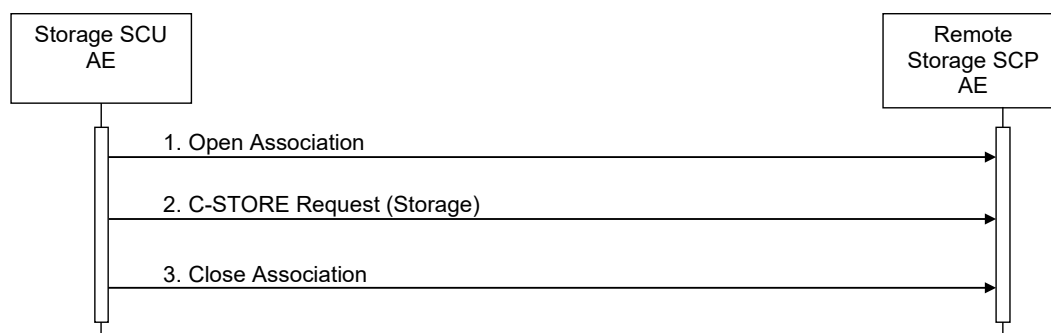 Storage SCU
AE
Remote
Storage SCP
AE
1. Open Association
2. C-STORE Request (Storage)
3. Close Association